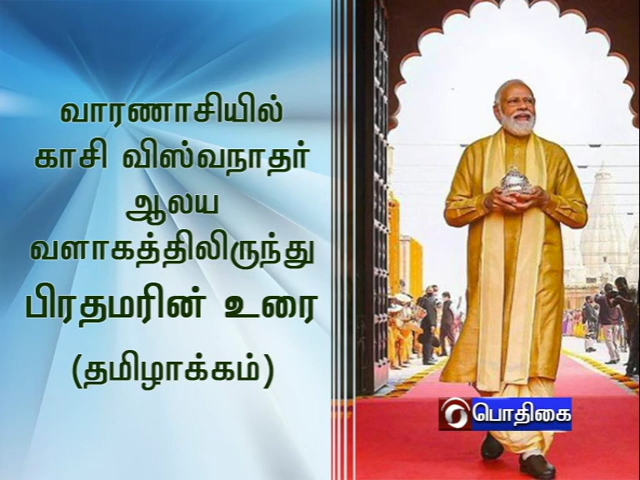 வாரணாசியில்
காசி விஸ்வநாதர்
ஆலய
வளாகத்திலிருந்து
பிரதமரின் உரை
(தமிழாக்கம்)
பொதிகை